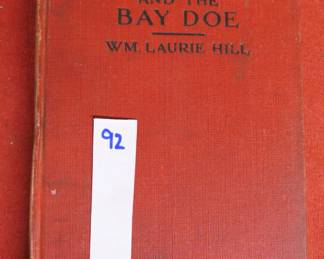 AND THE
BAY DOE
WM. LAURIE HILL
92